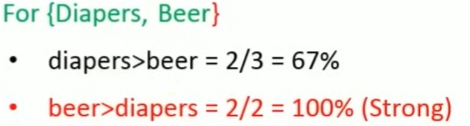 For {Diapers, Beer}
• diapers>beer = 2/3 = 67%
• beer>diapers = 2/2 = 100% (Strong)